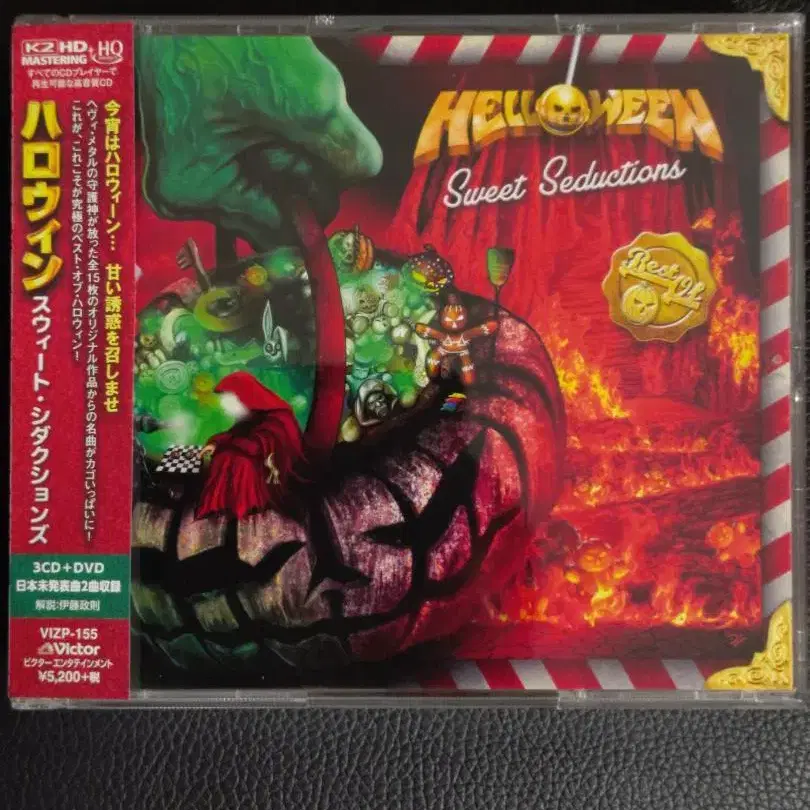 K2 HD
MASTERING
+
HQ
すべてのCDプレイヤーで
再生可能な高音質CD
ハロウィン
スウィート・シダクションズ
今宵はハロウィーン… 甘い誘惑を召しませ
ヘヴィ・メタルの守護神が放った全15枚のオリジナル作品からの名曲がカゴいっぱいに!
これが、これこそが究極のベスト・オブ・ハロウィン!
3CD+DVD
日本未発表曲2曲収録
解説:伊藤政則
VIZP-155
Victor
ビクターエンタテインメント
¥5,200+税
HELLOWEEN
Sweet Seductions
Best Of